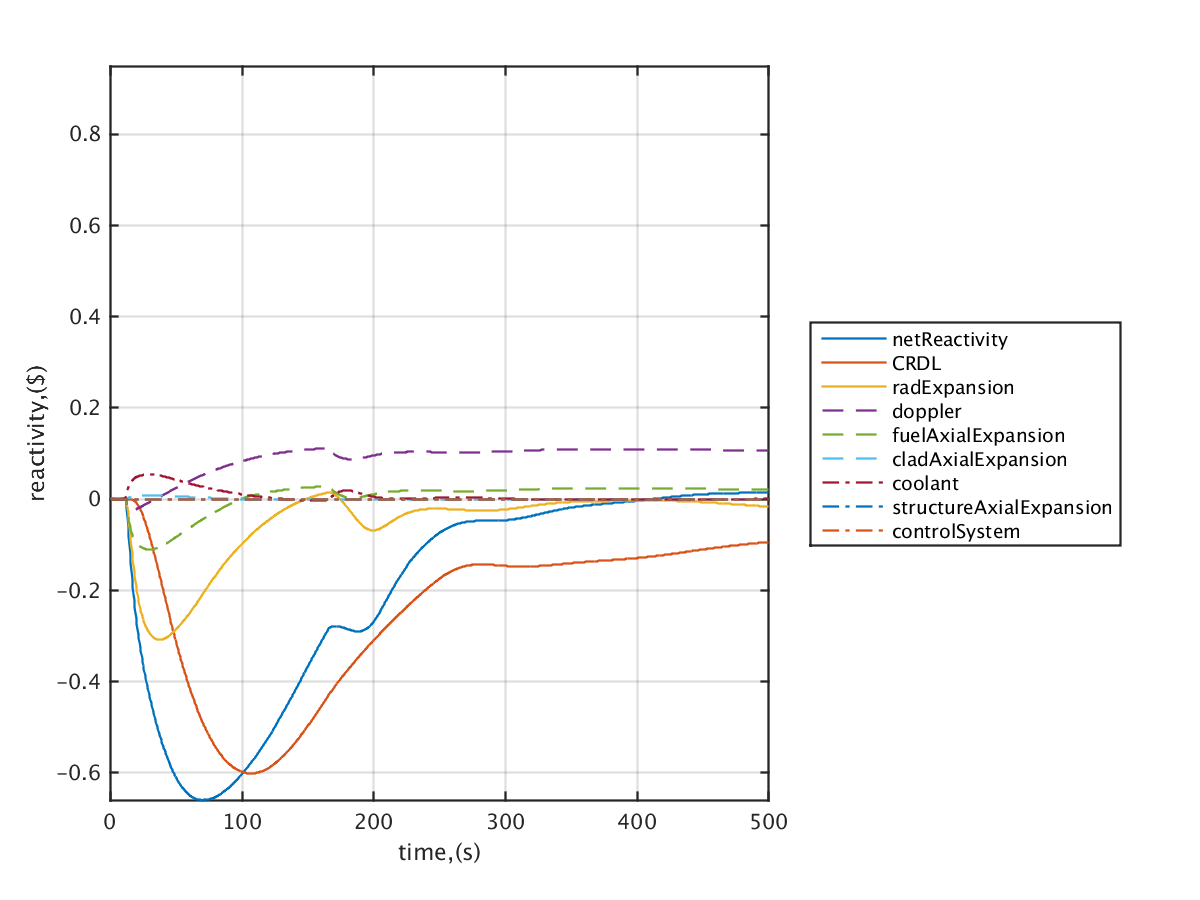 0.8
0.6
0.4
0.2
0
-0.2
-0.4
-0.6
reactivity,($)
0 100 200 300 400 500
time,(s)
netReactivity
CRDL
radExpansion
doppler
fuelAxialExpansion
cladAxialExpansion
coolant
structureAxialExpansion
controlSystem